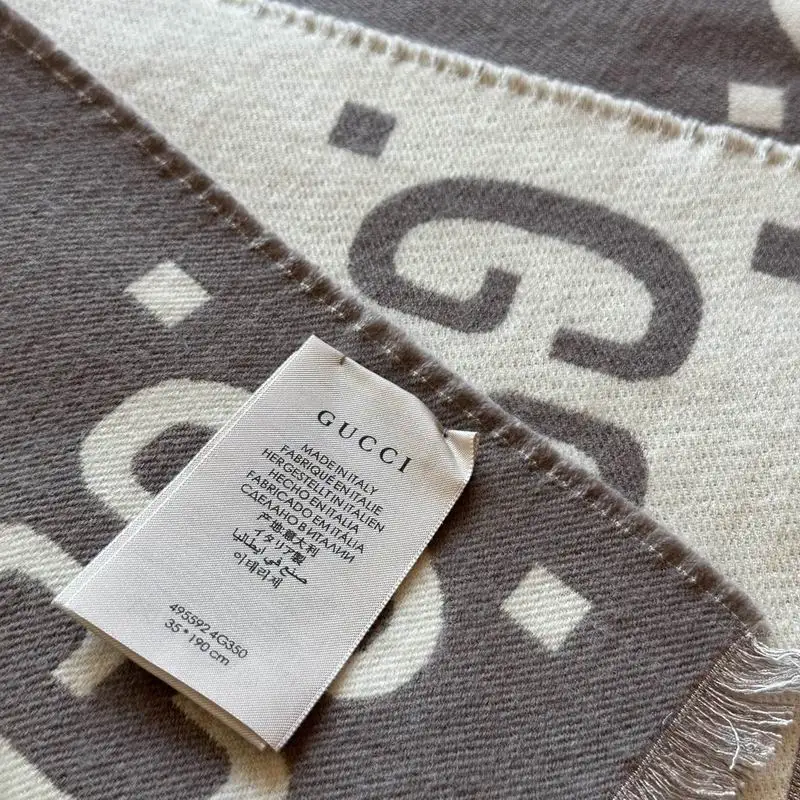 GUCCI
MADE IN ITALY
FABRIQUÉ EN ITALIE
HERGESTELLT IN ITALIEN
HECHO EN ITALIA
FABRICADO EM ITÁLIA
СДЕЛАНО В ИТАЛИИ
产地:意大利
イタリア製
صنع في ايطاليا
이태리제
495592 4G350
35*190 cm
G
G